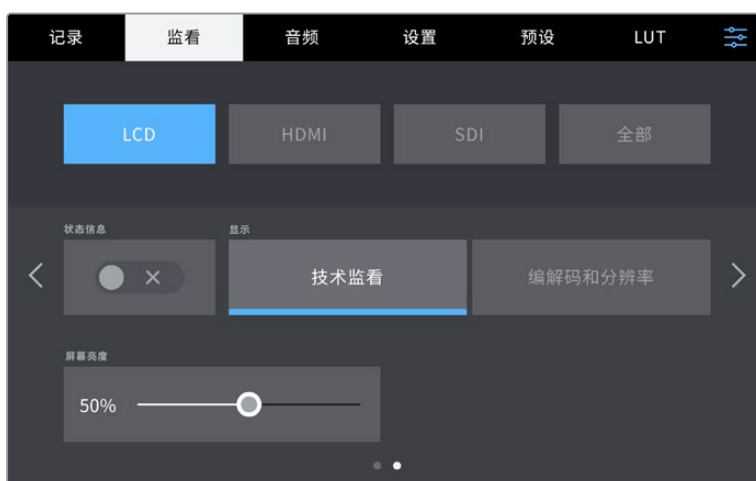 记录 监看 音频 设置 预设 LUT
LCD HDMI SDI 全部
状态信息 显示
技术监看 编解码和分辨率
屏幕亮度
50%